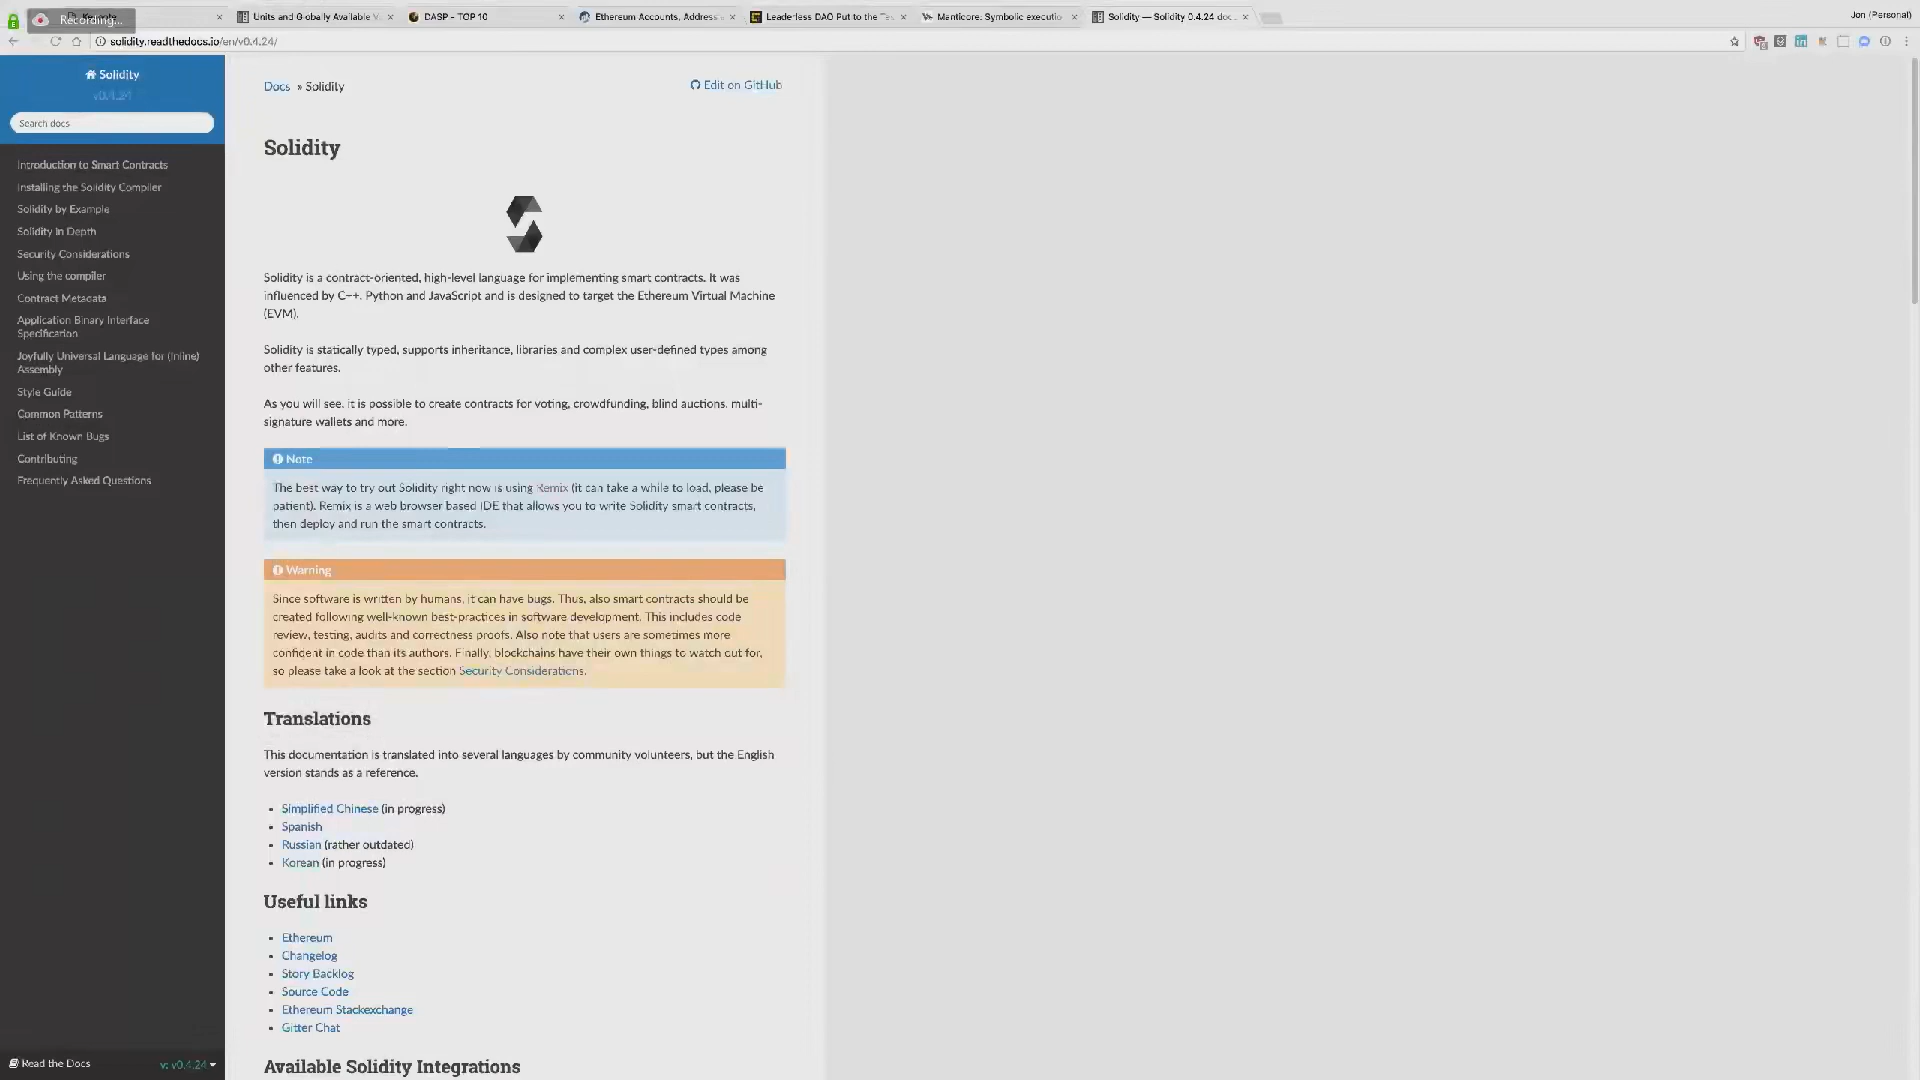 Recording...
Units and Globally Available V
DASP - TOP 10
Ethereum Accounts, Address
Leaderless DAO Put to the Te
Manticore: Symbolic executio
Solidity — Solidity 0.4.24 doc
Jon (Personal)
solidity.readthedocs.io/en/v0.4.24/
Solidity
v0.4.24
Search docs
Introduction to Smart Contracts
Installing the Solidity Compiler
Solidity by Example
Solidity in Depth
Security Considerations
Using the compiler
Contract Metadata
Application Binary Interface
Specification
Joyfully Universal Language for (Inline)
Assembly
Style Guide
Common Patterns
List of Known Bugs
Contributing
Frequently Asked Questions
Read the Docs
v: v0.4.24
Docs » Solidity
Edit on GitHub
Solidity
Solidity is a contract-oriented, high-level language for implementing smart contracts. It was
influenced by C++, Python and JavaScript and is designed to target the Ethereum Virtual Machine
(EVM).
Solidity is statically typed, supports inheritance, libraries and complex user-defined types among
other features.
As you will see, it is possible to create contracts for voting, crowdfunding, blind auctions, multi-
signature wallets and more.
Note
The best way to try out Solidity right now is using Remix (it can take a while to load, please be
patient). Remix is a web browser based IDE that allows you to write Solidity smart contracts,
then deploy and run the smart contracts.
Warning
Since software is written by humans, it can have bugs. Thus, also smart contracts should be
created following well-known best-practices in software development. This includes code
review, testing, audits and correctness proofs. Also note that users are sometimes more
confident in code than its authors. Finally, blockchains have their own things to watch out for,
so please take a look at the section Security Considerations.
Translations
This documentation is translated into several languages by community volunteers, but the English
version stands as a reference.
Simplified Chinese (in progress)
Spanish
Russian (rather outdated)
Korean (in progress)
Useful links
Ethereum
Changelog
Story Backlog
Source Code
Ethereum Stackexchange
Gitter Chat
Available Solidity Integrations